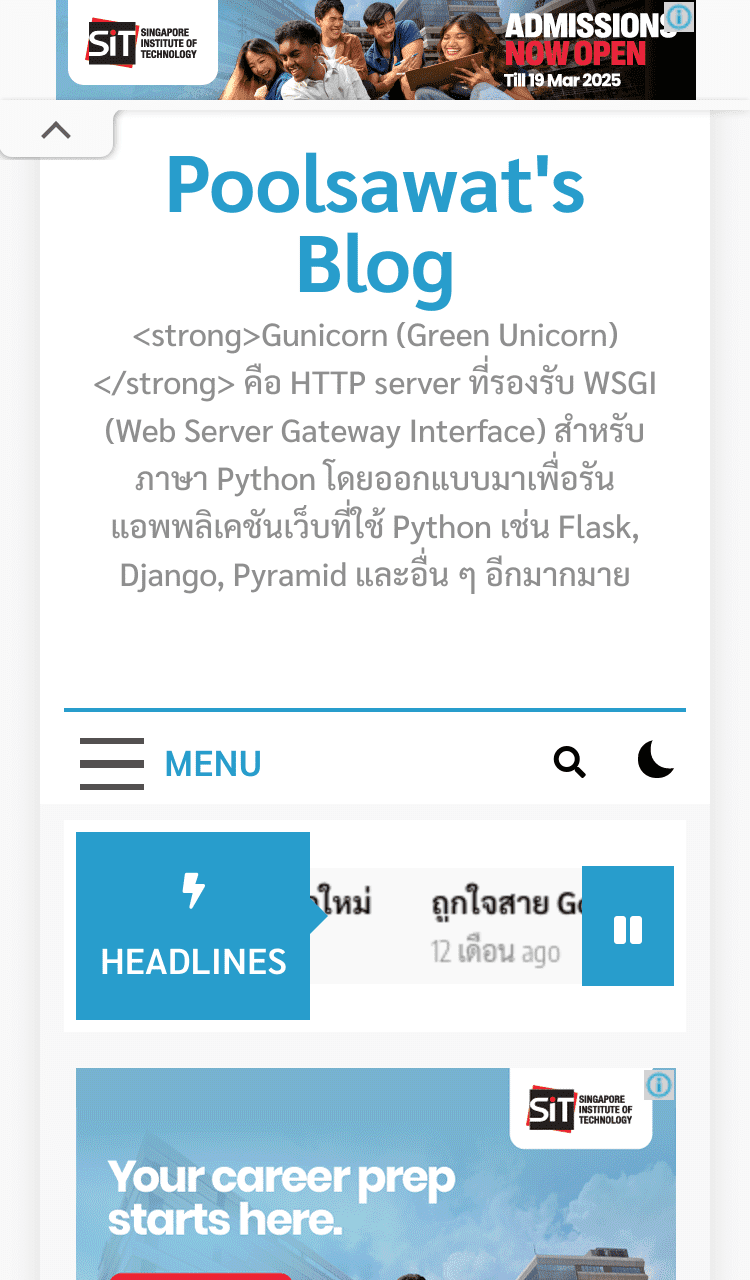 SiT SINGAPORE
INSTITUTE OF
TECHNOLOGY
ADMISSIONS
NOW OPEN
Till 19 Mar 2025
Poolsawat's
Blog
<strong>Gunicorn (Green Unicorn)
</strong> คือ HTTP server ที่รองรับ WSGI
(Web Server Gateway Interface) สำหรับ
ภาษา Python โดยออกแบบมาเพื่อรัน
แอพพลิเคชันเว็บที่ใช้ Python เช่น Flask,
Django, Pyramid และอื่น ๆ อีกมากมาย
MENU
HEADLINES
ใหม่
ถูกใจสาย
12 เดือน ago
SiT SINGAPORE
INSTITUTE OF
TECHNOLOGY
Your career prep
starts here.